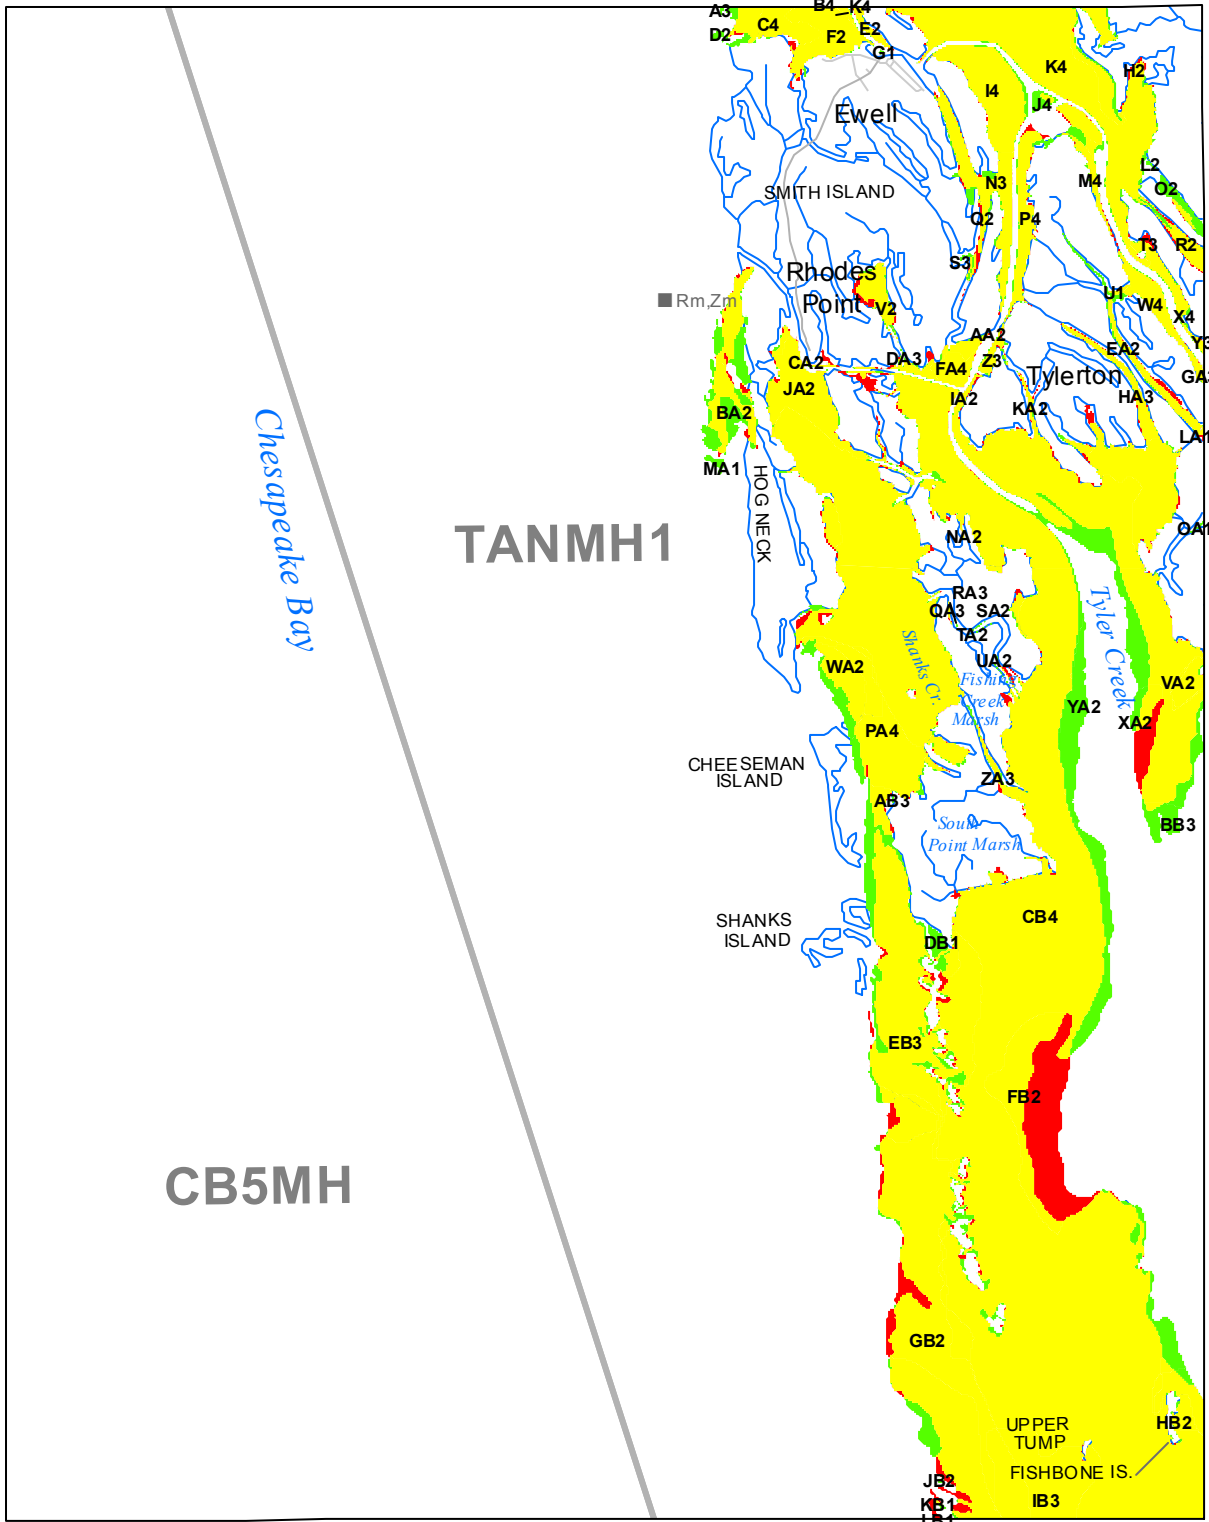 A3
B4 K4
C4
E2
D2
F2
G1
K4
H2
I4
J4
Ewell
L2
M4
N3
O2
SMITH ISLAND
Q2 P4
T3 R2
S3
Rhodes
Point
Rm,Zm
U1
W4
V2
X4
AA2
Y3
EA2
DA3
CA2
Z3
FA4
Tylerton
JA2
IA2
HA3
KA2
BA2
LA1
MA1
HOG NECK
Chesapeake Bay
TANMH1
NA2
OA1
RA3
QA3 SA2
TA2
Tyler Creek
Shanks Cr.
UA2
WA2
Fishing
Creek
Marsh
VA2
YA2
XA2
PA4
CHEESEMAN
ISLAND
ZA3
AB3
South
Point Marsh
BB3
CB4
SHANKS
ISLAND
DB1
EB3
FB2
CB5MH
GB2
UPPER
TUMP
HB2
FISHBONE IS.
JB2
IB3
KB1
LB1